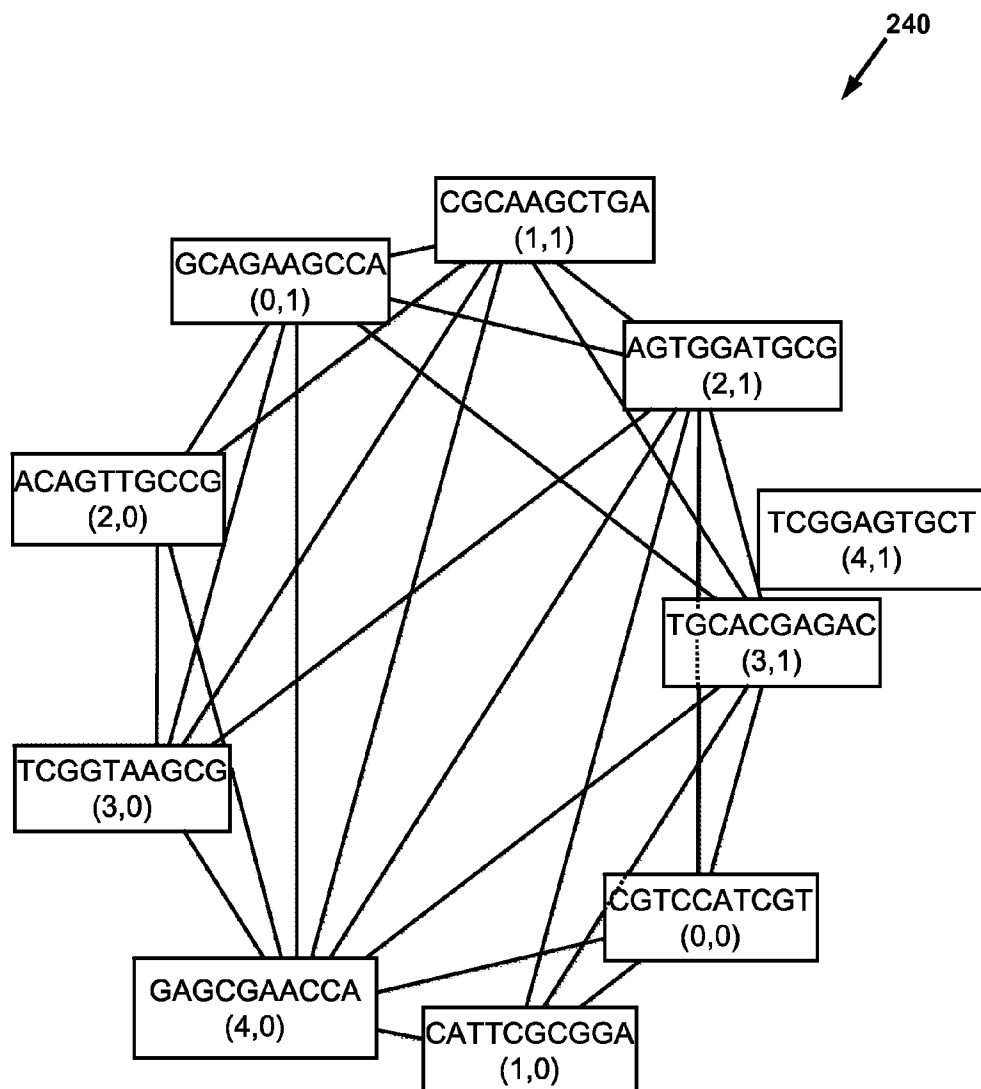 240
CGCAAGCTGA
(1,1)
GCAGAAGCCA
(0,1)
AGTGGATGCG
(2,1)
ACAGTTGCCG
(2,0)
TCGGAGTGCT
(4,1)
TGCACGAGAC
(3,1)
TCGGTAAGCG
(3,0)
CGTCCATCGT
(0,0)
GAGCGAACCA
(4,0)
CATTCGCGGA
(1,0)